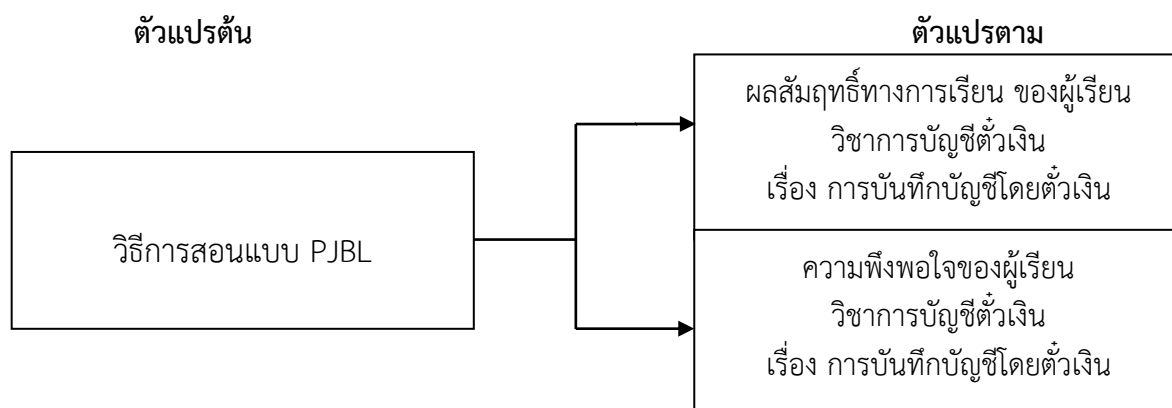 ตัวแปรต้น
ตัวแปรตาม
วิธีการสอนแบบ PJBL
ผลสัมฤทธิ์ทางการเรียน ของผู้เรียน
วิชาการบัญชีตั๋วเงิน
เรื่อง การบันทึกบัญชีโดยตั๋วเงิน
ความพึงพอใจของผู้เรียน
วิชาการบัญชีตั๋วเงิน
เรื่อง การบันทึกบัญชีโดยตั๋วเงิน